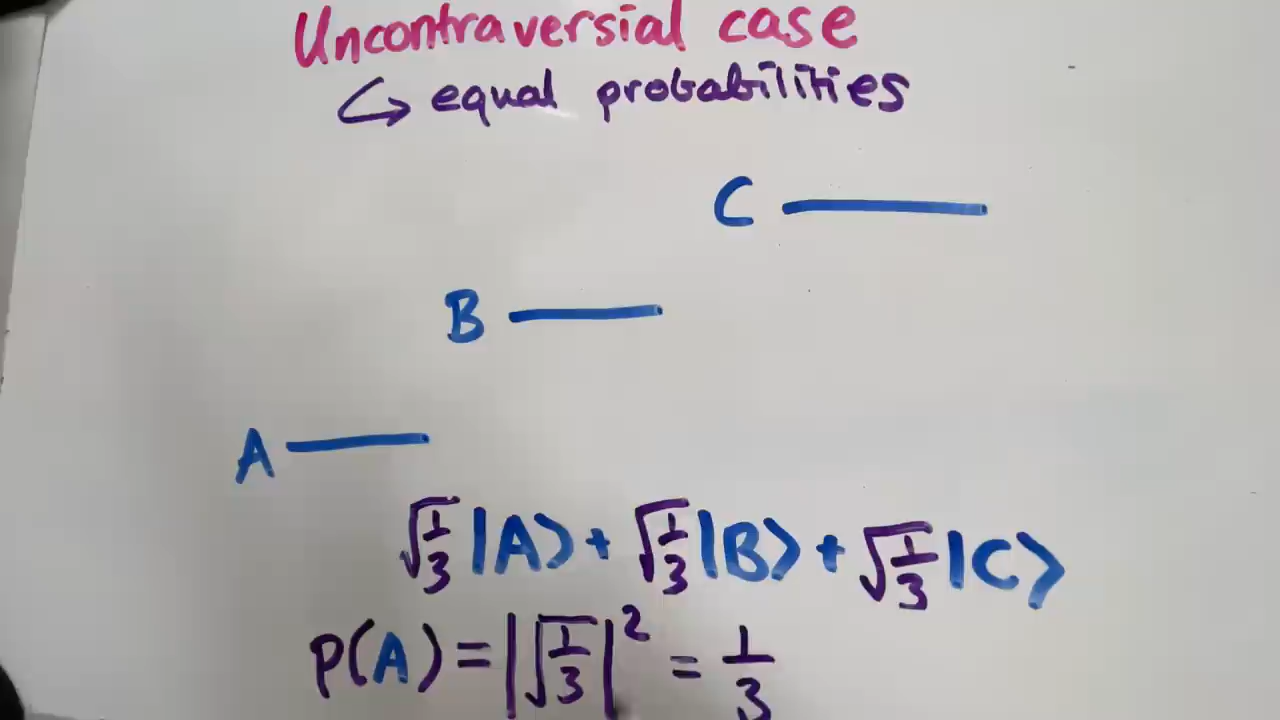 Uncontraversial case
↪ equal probabilities
C
B
A
√(1/3) |A⟩ + √(1/3) |B⟩ + √(1/3) |C⟩
P(A) = |√(1/3)|² = 1/3